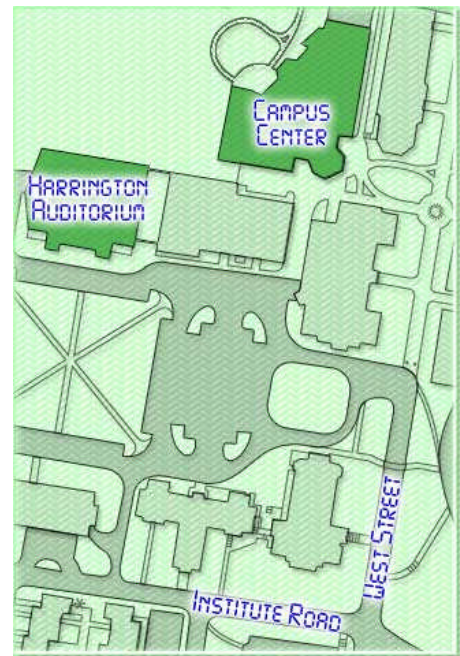 Campus
Center
Harrington
Auditorium
West Street
Institute Road